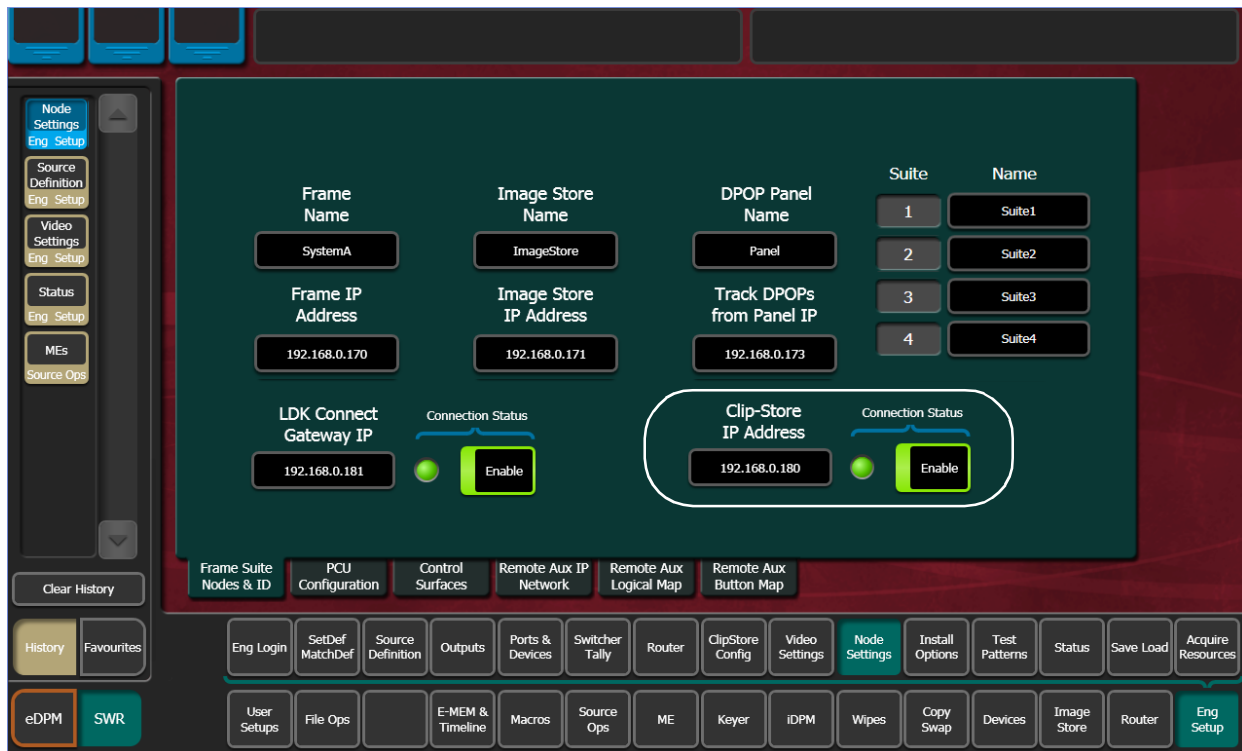 Node
Settings
Eng Setup
Source
Definition
Eng Setup
Video
Settings
Eng Setup
Status
Eng Setup
MEs
Source Ops
Clear History
History
Favourites
eDPM
SWR
Suite
Name
Frame
Name
Image Store
Name
DPOP Panel
Name
1
Suite1
SystemA
ImageStore
Panel
2
Suite2
Frame IP
Address
Image Store
IP Address
Track DPOPs
from Panel IP
3
Suite3
192.168.0.170
192.168.0.171
192.168.0.173
4
Suite4
LDK Connect
Gateway IP
Connection Status
192.168.0.181
Enable
Clip-Store
IP Address
Connection Status
192.168.0.180
Enable
Frame Suite
Nodes & ID
PCU
Configuration
Control
Surfaces
Remote Aux IP
Network
Remote Aux
Logical Map
Remote Aux
Button Map
Eng Login
SetDef
MatchDef
Source
Definition
Outputs
Ports &
Devices
Switcher
Tally
Router
ClipStore
Config
Video
Settings
Node
Settings
Install
Options
Test
Patterns
Status
Save Load
Acquire
Resources
User
Setups
File Ops
E-MEM &
Timeline
Macros
Source
Ops
ME
Keyer
iDPM
Wipes
Copy
Swap
Devices
Image
Store
Router
Eng
Setup